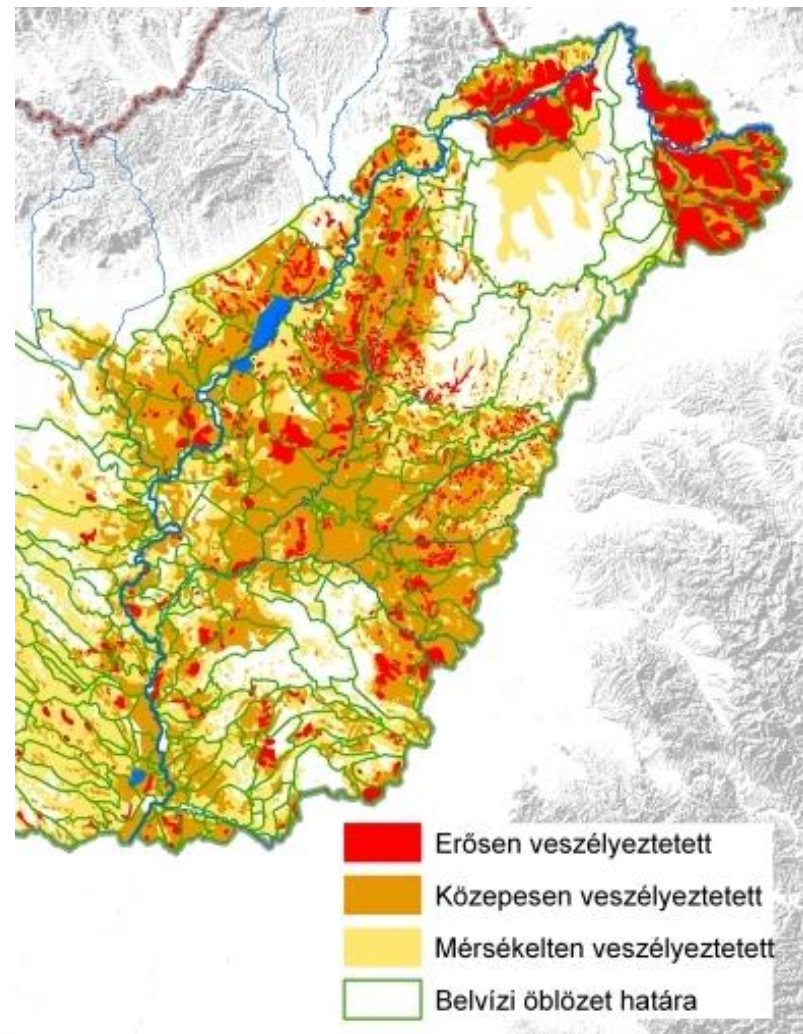 Erősen veszélyeztetett
Közepesen veszélyeztetett
Mérsékelten veszélyeztetett
Belvízi öblözet határa